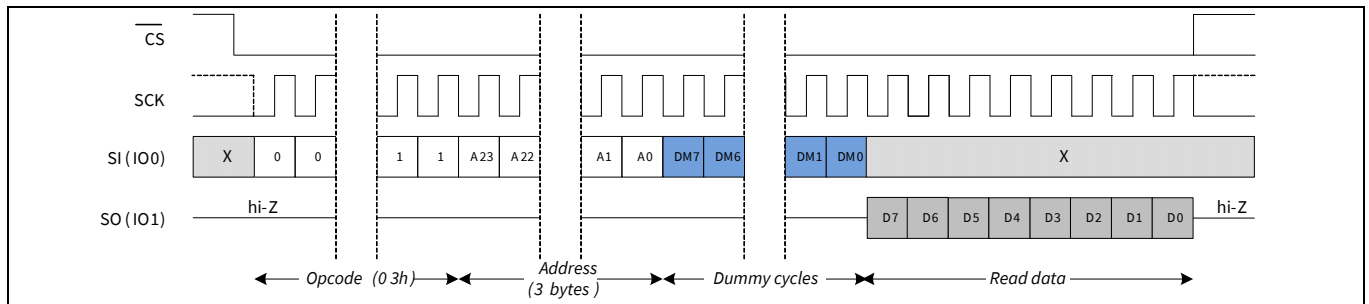 CS
SCK
SI (IO0) X 0 0 1 1 A23 A22 A1 A0 DM7 DM6 DM1 DM0 X
hi-Z hi-Z
SO (IO1) D7 D6 D5 D4 D3 D2 D1 D0
Opcode (03h) Address Dummy cycles Read data
(3 bytes)